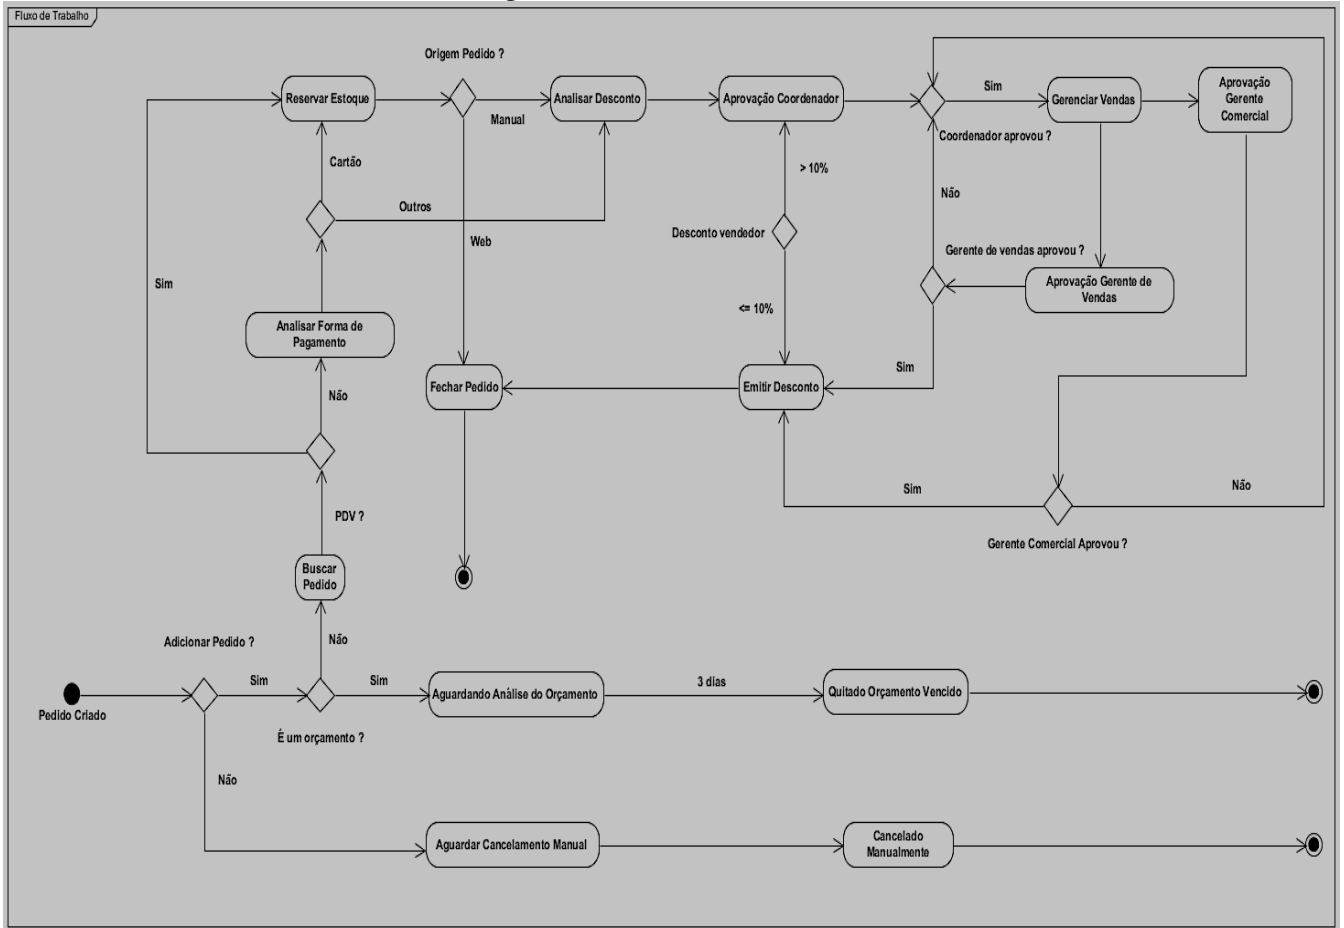 Fluxo de Trabalho
Origem Pedido ?
Reservar Estoque
Manual
Analisar Desconto
Aprovação Coordenador
Sim
Coordenador aprovou ?
Gerenciar Vendas
Aprovação
Gerente
Comercial
Cartão
> 10%
Não
Outros
Web
Desconto vendedor
Gerente de vendas aprovou ?
Sim
Aprovação Gerente de
Vendas
<= 10%
Analisar Forma de
Pagamento
Sim
Fechar Pedido
Emitir Desconto
Não
Sim
Não
PDV ?
Gerente Comercial Aprovou ?
Buscar
Pedido
Adicionar Pedido ?
Não
Sim
Sim
Aguardando Análise do Orçamento
3 dias
Quitado Orçamento Vencido
Pedido Criado
É um orçamento ?
Não
Aguardar Cancelamento Manual
Cancelado
Manualmente